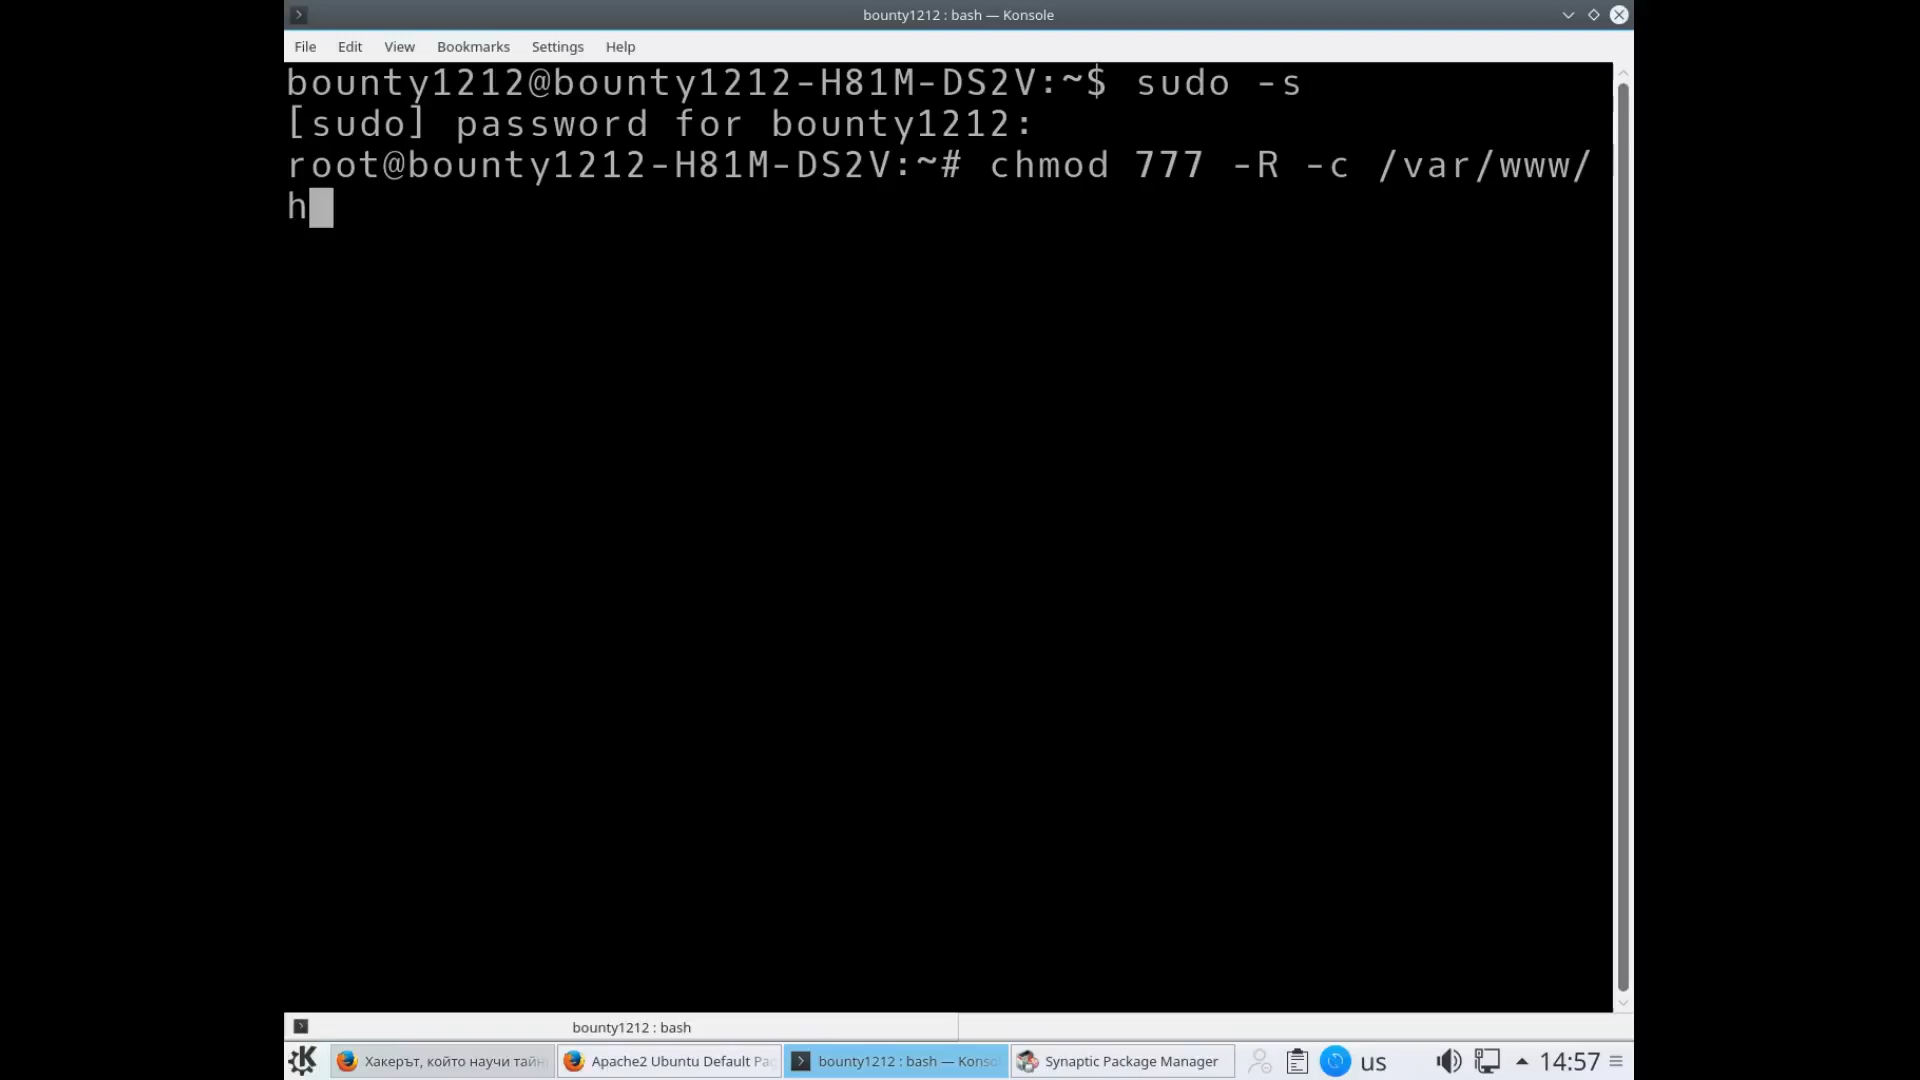 bounty1212 : bash — Konsole
File Edit View Bookmarks Settings Help
bounty1212@bounty1212-H81M-DS2V:~$ sudo -s
[sudo] password for bounty1212:
root@bounty1212-H81M-DS2V:~# chmod 777 -R -c /var/www/
h
bounty1212 : bash
Хакерът, който научи тайн Apache2 Ubuntu Default Pa bounty1212 : bash — Konso Synaptic Package Manager us 14:57